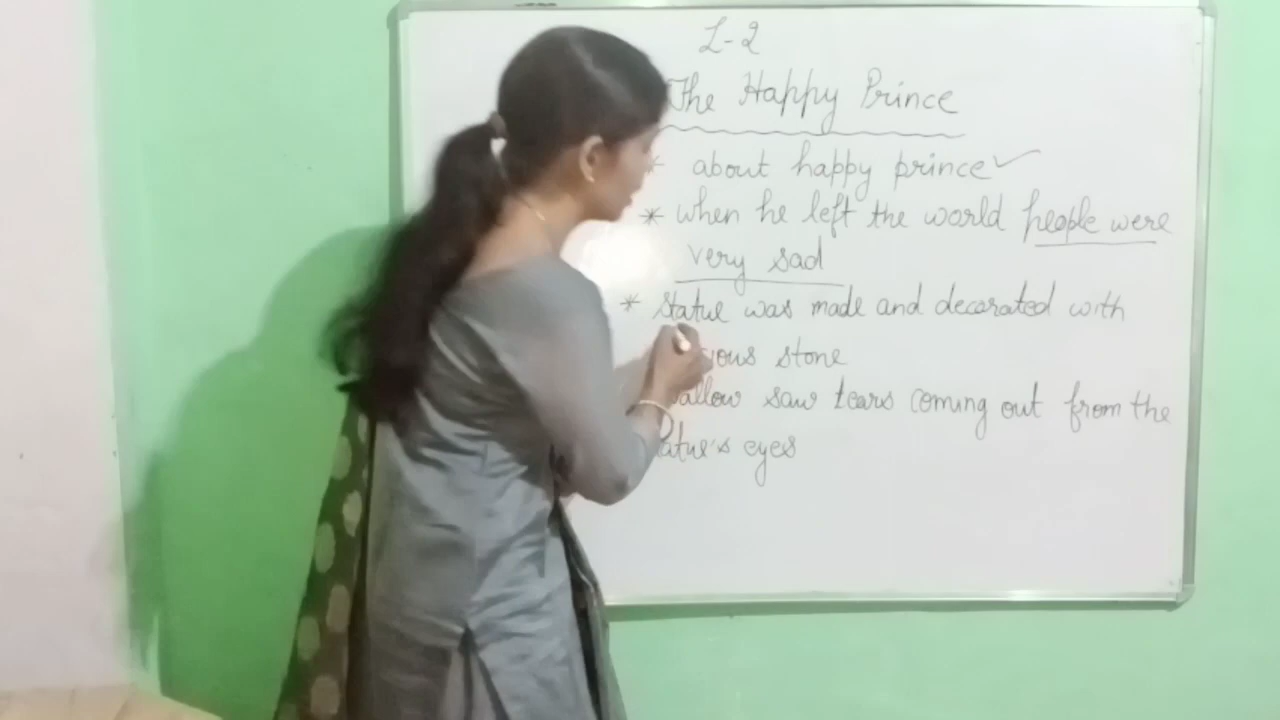 L-2
The Happy Prince
* about happy prince ✓
* when he left the world people were
very sad
* statue was made and decorated with
stone
saw tears coming out from the
eyes